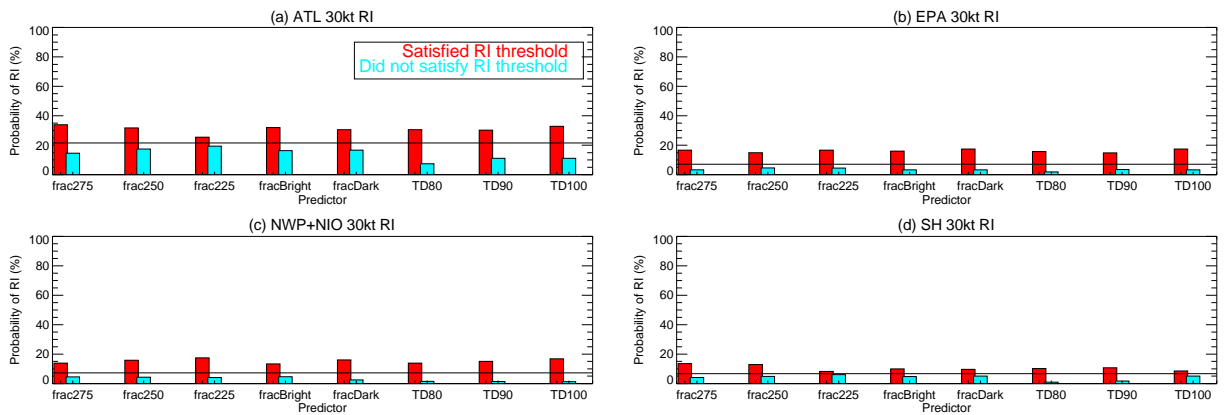 (a) ATL 30kt RI
100
80
60
40
20
0
Probability of RI (%)
Satisfied RI threshold
Did not satisfy RI threshold
frac275 frac250 frac225 fracBright fracDark TD80 TD90 TD100
Predictor
(b) EPA 30kt RI
100
80
60
40
20
0
Probability of RI (%)
frac275 frac250 frac225 fracBright fracDark TD80 TD90 TD100
Predictor
(c) NWP+NIO 30kt RI
100
80
60
40
20
0
Probability of RI (%)
frac275 frac250 frac225 fracBright fracDark TD80 TD90 TD100
Predictor
(d) SH 30kt RI
100
80
60
40
20
0
Probability of RI (%)
frac275 frac250 frac225 fracBright fracDark TD80 TD90 TD100
Predictor